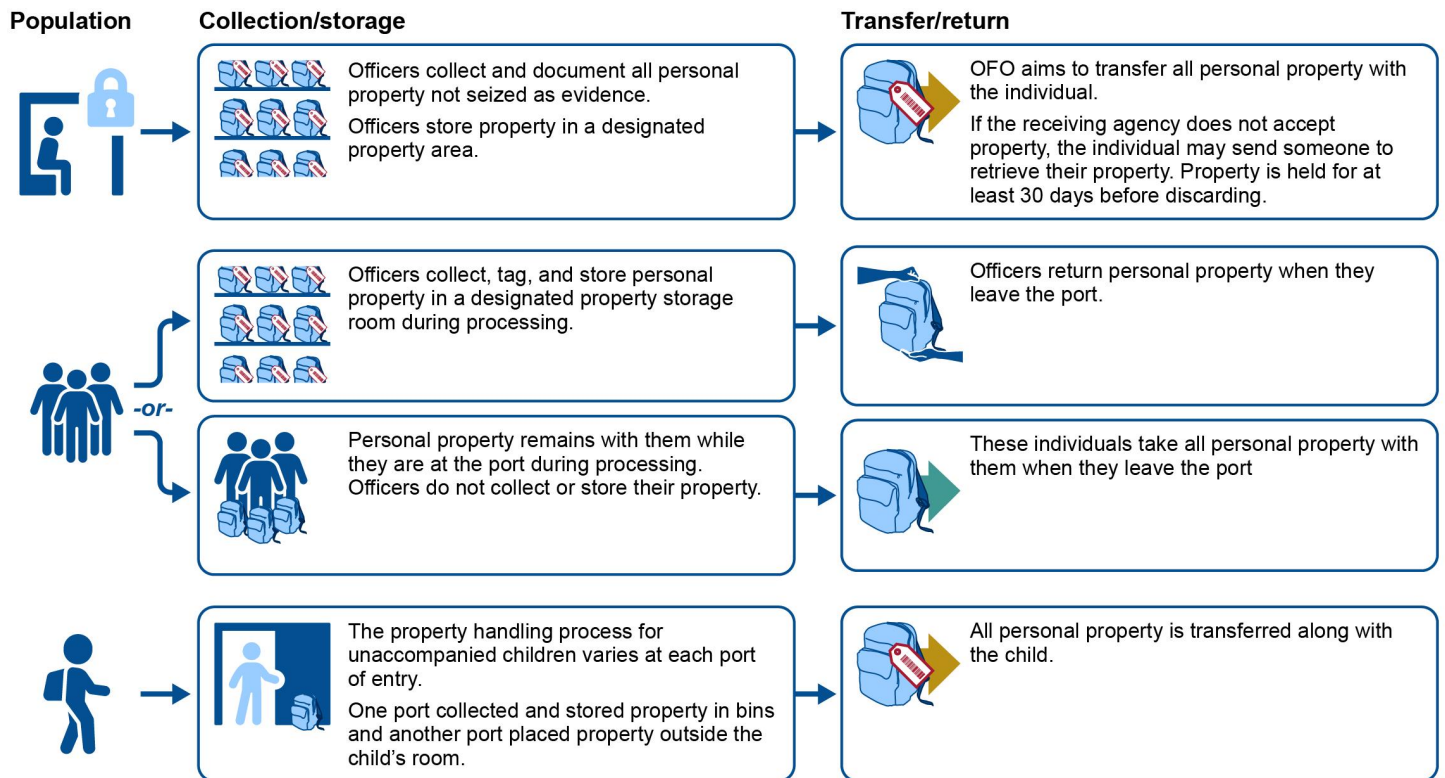 Population
Collection/storage
Transfer/return
Officers collect and document all personal
property not seized as evidence.
Officers store property in a designated
property area.
OFO aims to transfer all personal property with
the individual.
If the receiving agency does not accept
property, the individual may send someone to
retrieve their property. Property is held for at
least 30 days before discarding.
-or-
Officers collect, tag, and store personal
property in a designated property storage
room during processing.
Officers return personal property when they
leave the port.
Personal property remains with them while
they are at the port during processing.
Officers do not collect or store their property.
These individuals take all personal property with
them when they leave the port
The property handling process for
unaccompanied children varies at each port
of entry.
One port collected and stored property in bins
and another port placed property outside the
child’s room.
All personal property is transferred along with
the child.